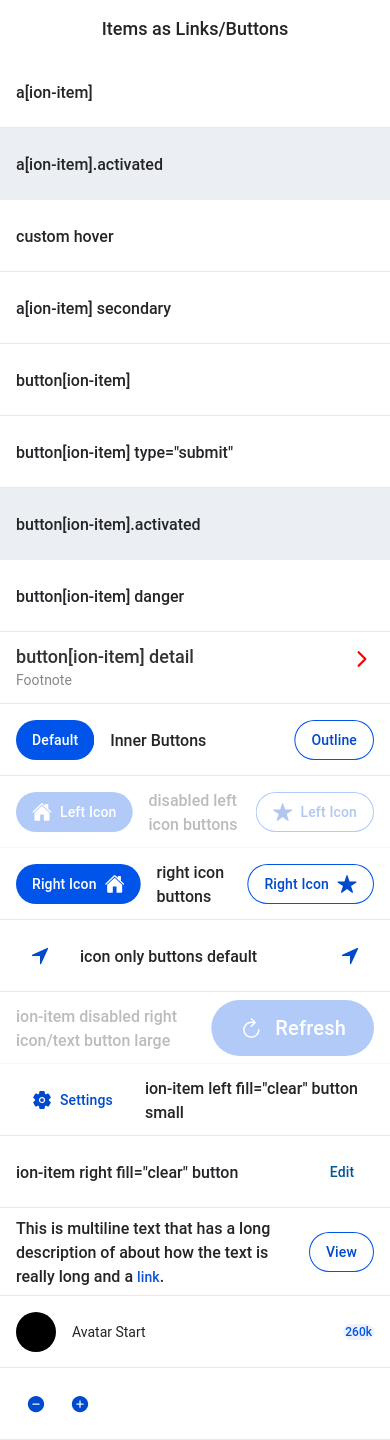 Items as Links/Buttons
a[ion-item]
a[ion-item].activated
custom hover
a[ion-item] secondary
button[ion-item]
button[ion-item] type="submit"
button[ion-item].activated
button[ion-item] danger
button[ion-item] detail
Footnote
Default Inner Buttons Outline
Left Icon disabled left icon buttons Left Icon
Right Icon right icon buttons Right Icon
icon only buttons default
ion-item disabled right
icon/text button large
Refresh
Settings
ion-item left fill="clear" button
small
ion-item right fill="clear" button Edit
This is multiline text that has a long
description of about how the text is
really long and a link.
View
Avatar Start 260k